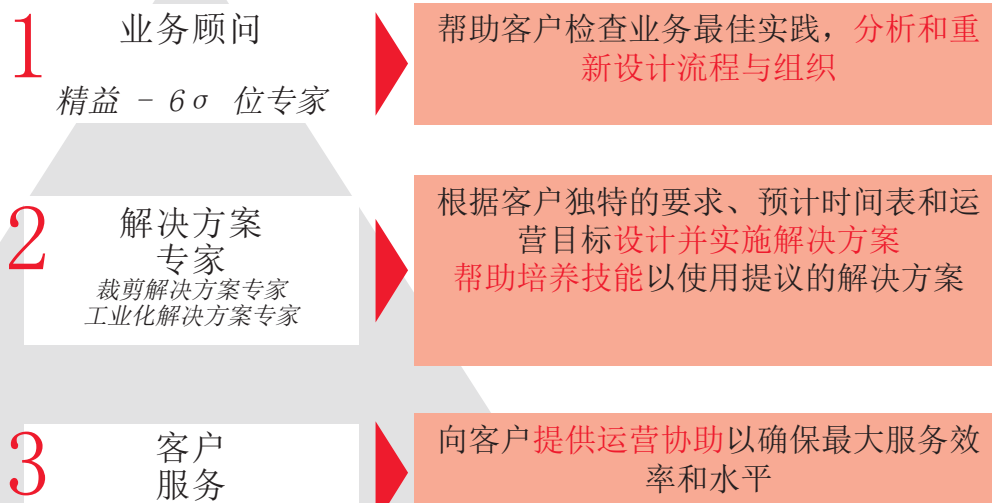 1
业务顾问
精益 - 6σ 位专家
帮助客户检查业务最佳实践，分析和重
新设计流程与组织
2
解决方案
专家
裁剪解决方案专家
工业化解决方案专家
根据客户独特的要求、预计时间表和运
营目标设计并实施解决方案
帮助培养技能以使用提议的解决方案
3
客户
服务
向客户提供运营协助以确保最大服务效
率和水平